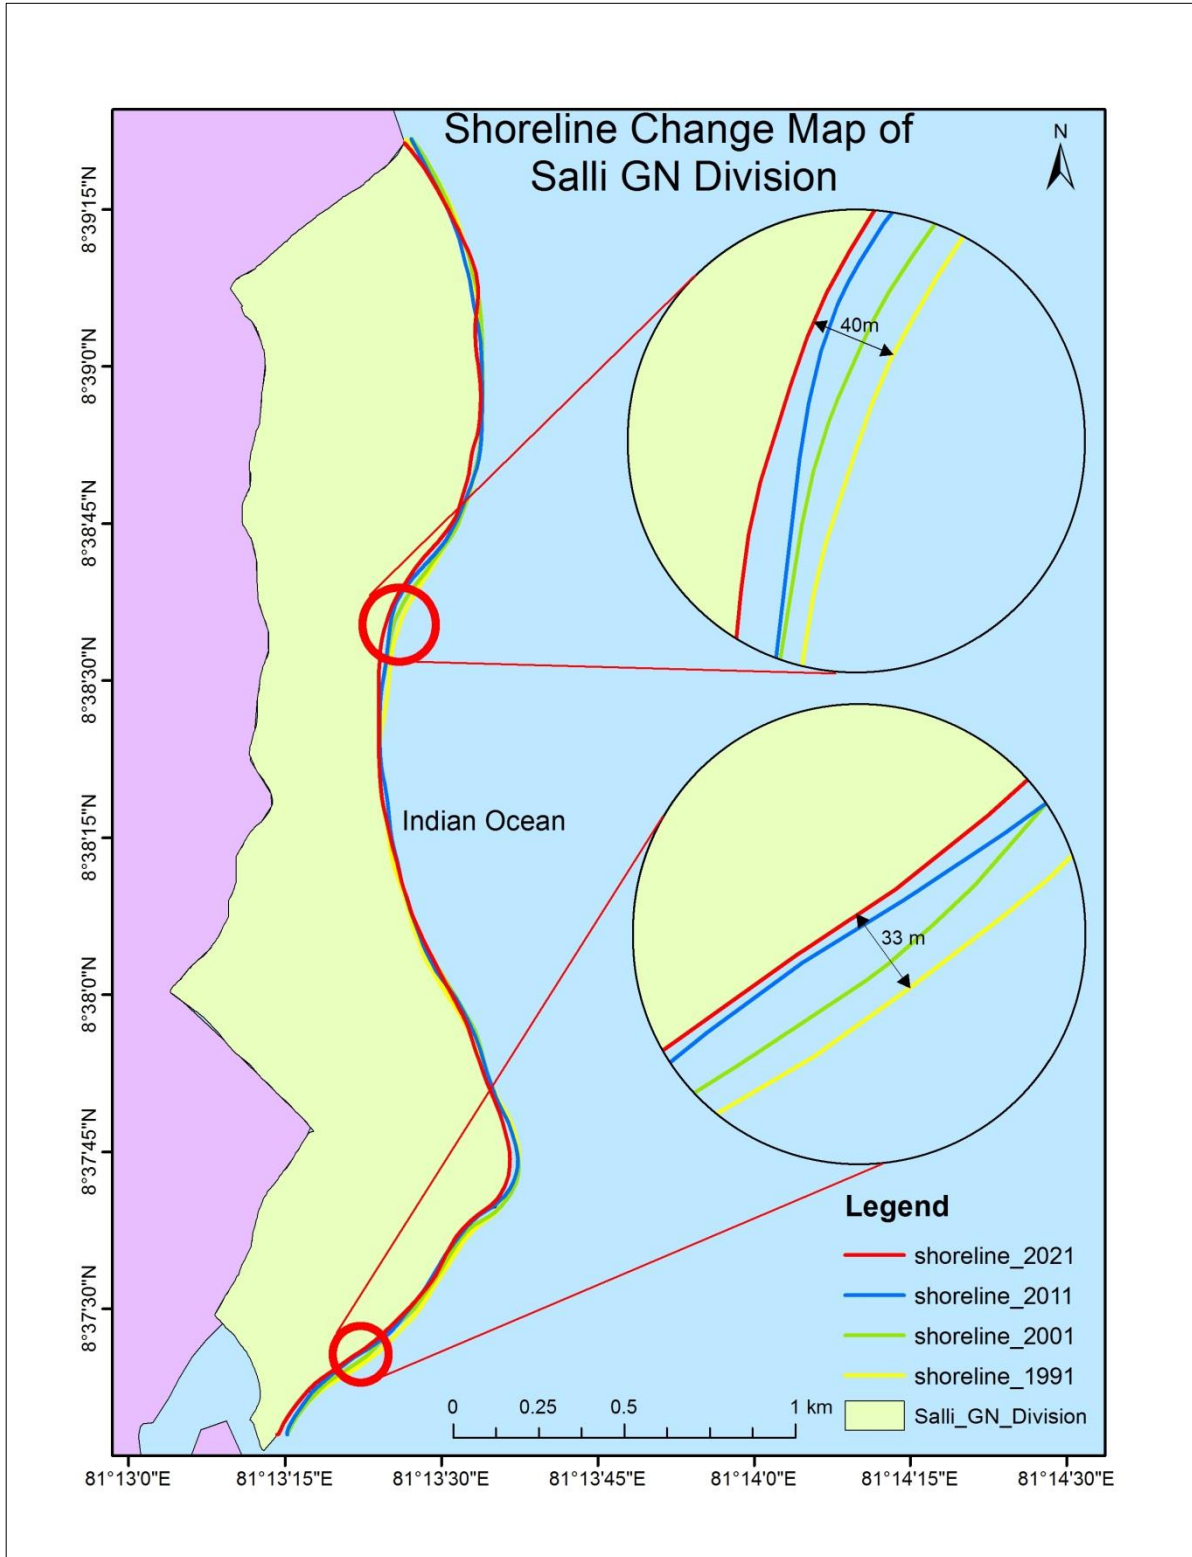 Shoreline Change Map of
Salli GN Division
N
8°39'15"N
8°39'0"N
8°38'45"N
8°38'30"N
8°38'15"N
8°38'0"N
8°37'45"N
8°37'30"N
40m
Indian Ocean
33 m
Legend
shoreline_2021
shoreline_2011
shoreline_2001
shoreline_1991
Salli_GN_Division
0 0.25 0.5 1 km
81°13'0"E 81°13'15"E 81°13'30"E 81°13'45"E 81°14'0"E 81°14'15"E 81°14'30"E